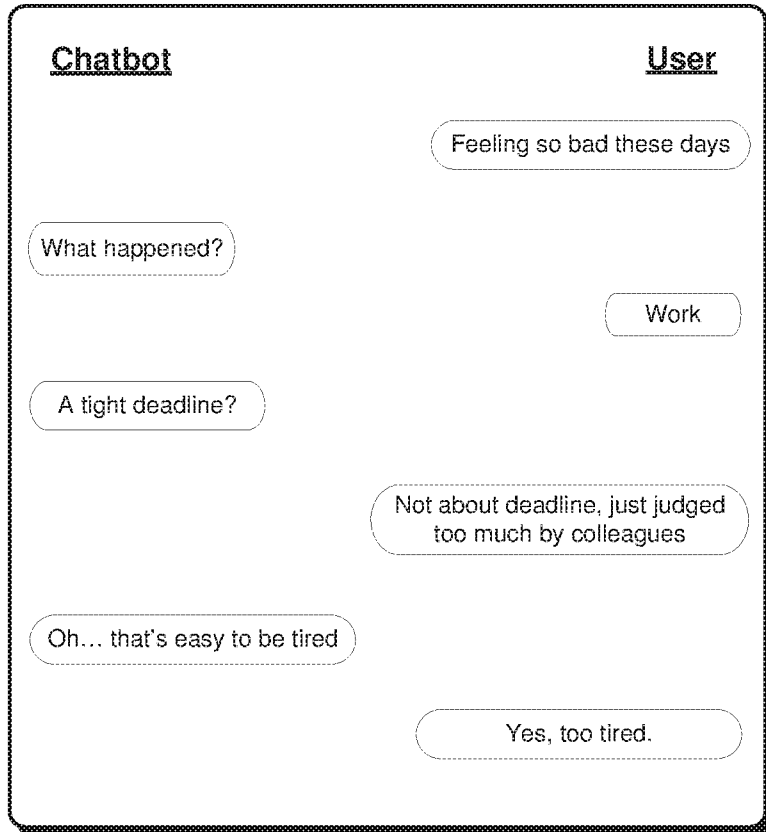 Chatbot
User
Feeling so bad these days
What happened?
Work
A tight deadline?
Not about deadline, just judged
too much by colleagues
Oh... that's easy to be tired
Yes, too tired.